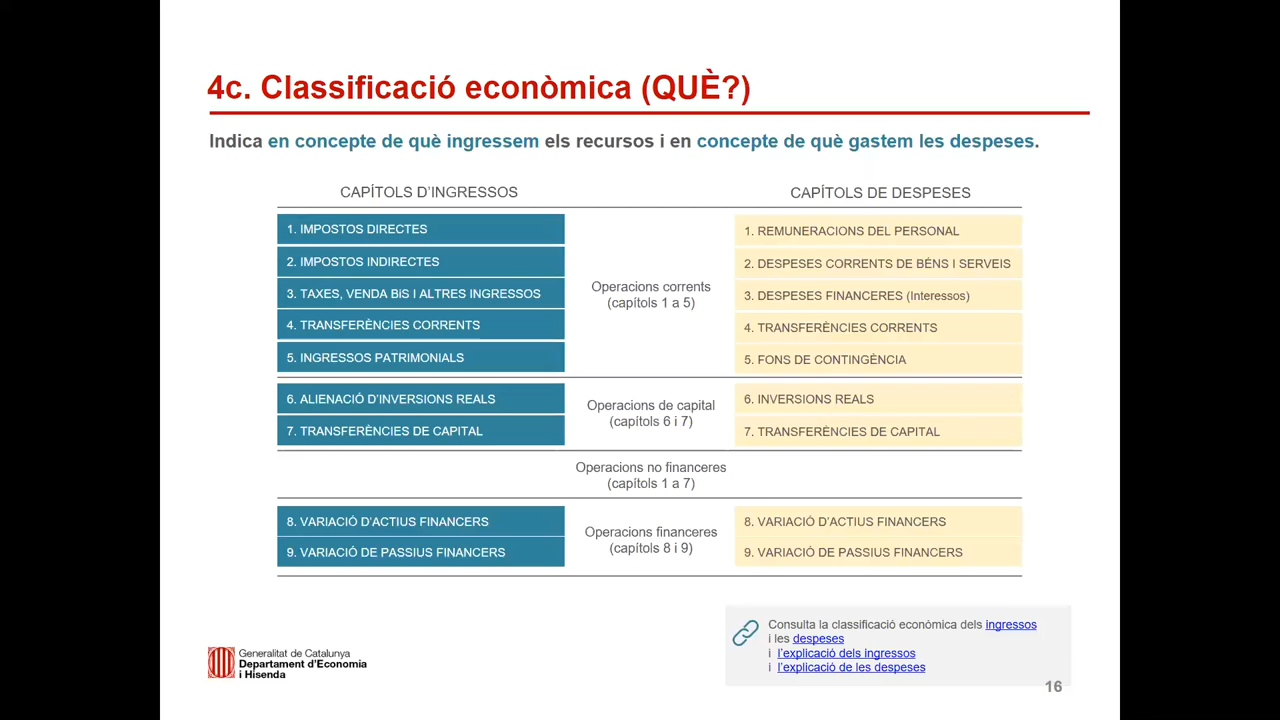 4c. Classificació econòmica (QUÈ?)
Indica en concepte de què ingressem els recursos i en concepte de què gastem les despeses.
CAPÍTOLS D'INGRESSOS
1. IMPOSTOS DIRECTES
2. IMPOSTOS INDIRECTES
3. TAXES, VENDA BiS I ALTRES INGRESSOS
4. TRANSFERÈNCIES CORRENTS
5. INGRESSOS PATRIMONIALS
6. ALIENACIÓ D'INVERSIONS REALS
7. TRANSFERÈNCIES DE CAPITAL
8. VARIACIÓ D'ACTIUS FINANCERS
9. VARIACIÓ DE PASSIUS FINANCERS
Operacions corrents
(capítols 1 a 5)
Operacions de capital
(capítols 6 i 7)
Operacions no financeres
(capítols 1 a 7)
Operacions financeres
(capítols 8 i 9)
CAPÍTOLS DE DESPESES
1. REMUNERACIONS DEL PERSONAL
2. DESPESES CORRENTS DE BÉNS I SERVEIS
3. DESPESES FINANCERES (Interessos)
4. TRANSFERÈNCIES CORRENTS
5. FONS DE CONTINGÈNCIA
6. INVERSIONS REALS
7. TRANSFERÈNCIES DE CAPITAL
8. VARIACIÓ D'ACTIUS FINANCERS
9. VARIACIÓ DE PASSIUS FINANCERS
Consulta la classificació econòmica dels ingressos
i les despeses
i l'explicació dels ingressos
i l'explicació de les despeses
Generalitat de Catalunya
Departament d'Economia
i Hisenda
16